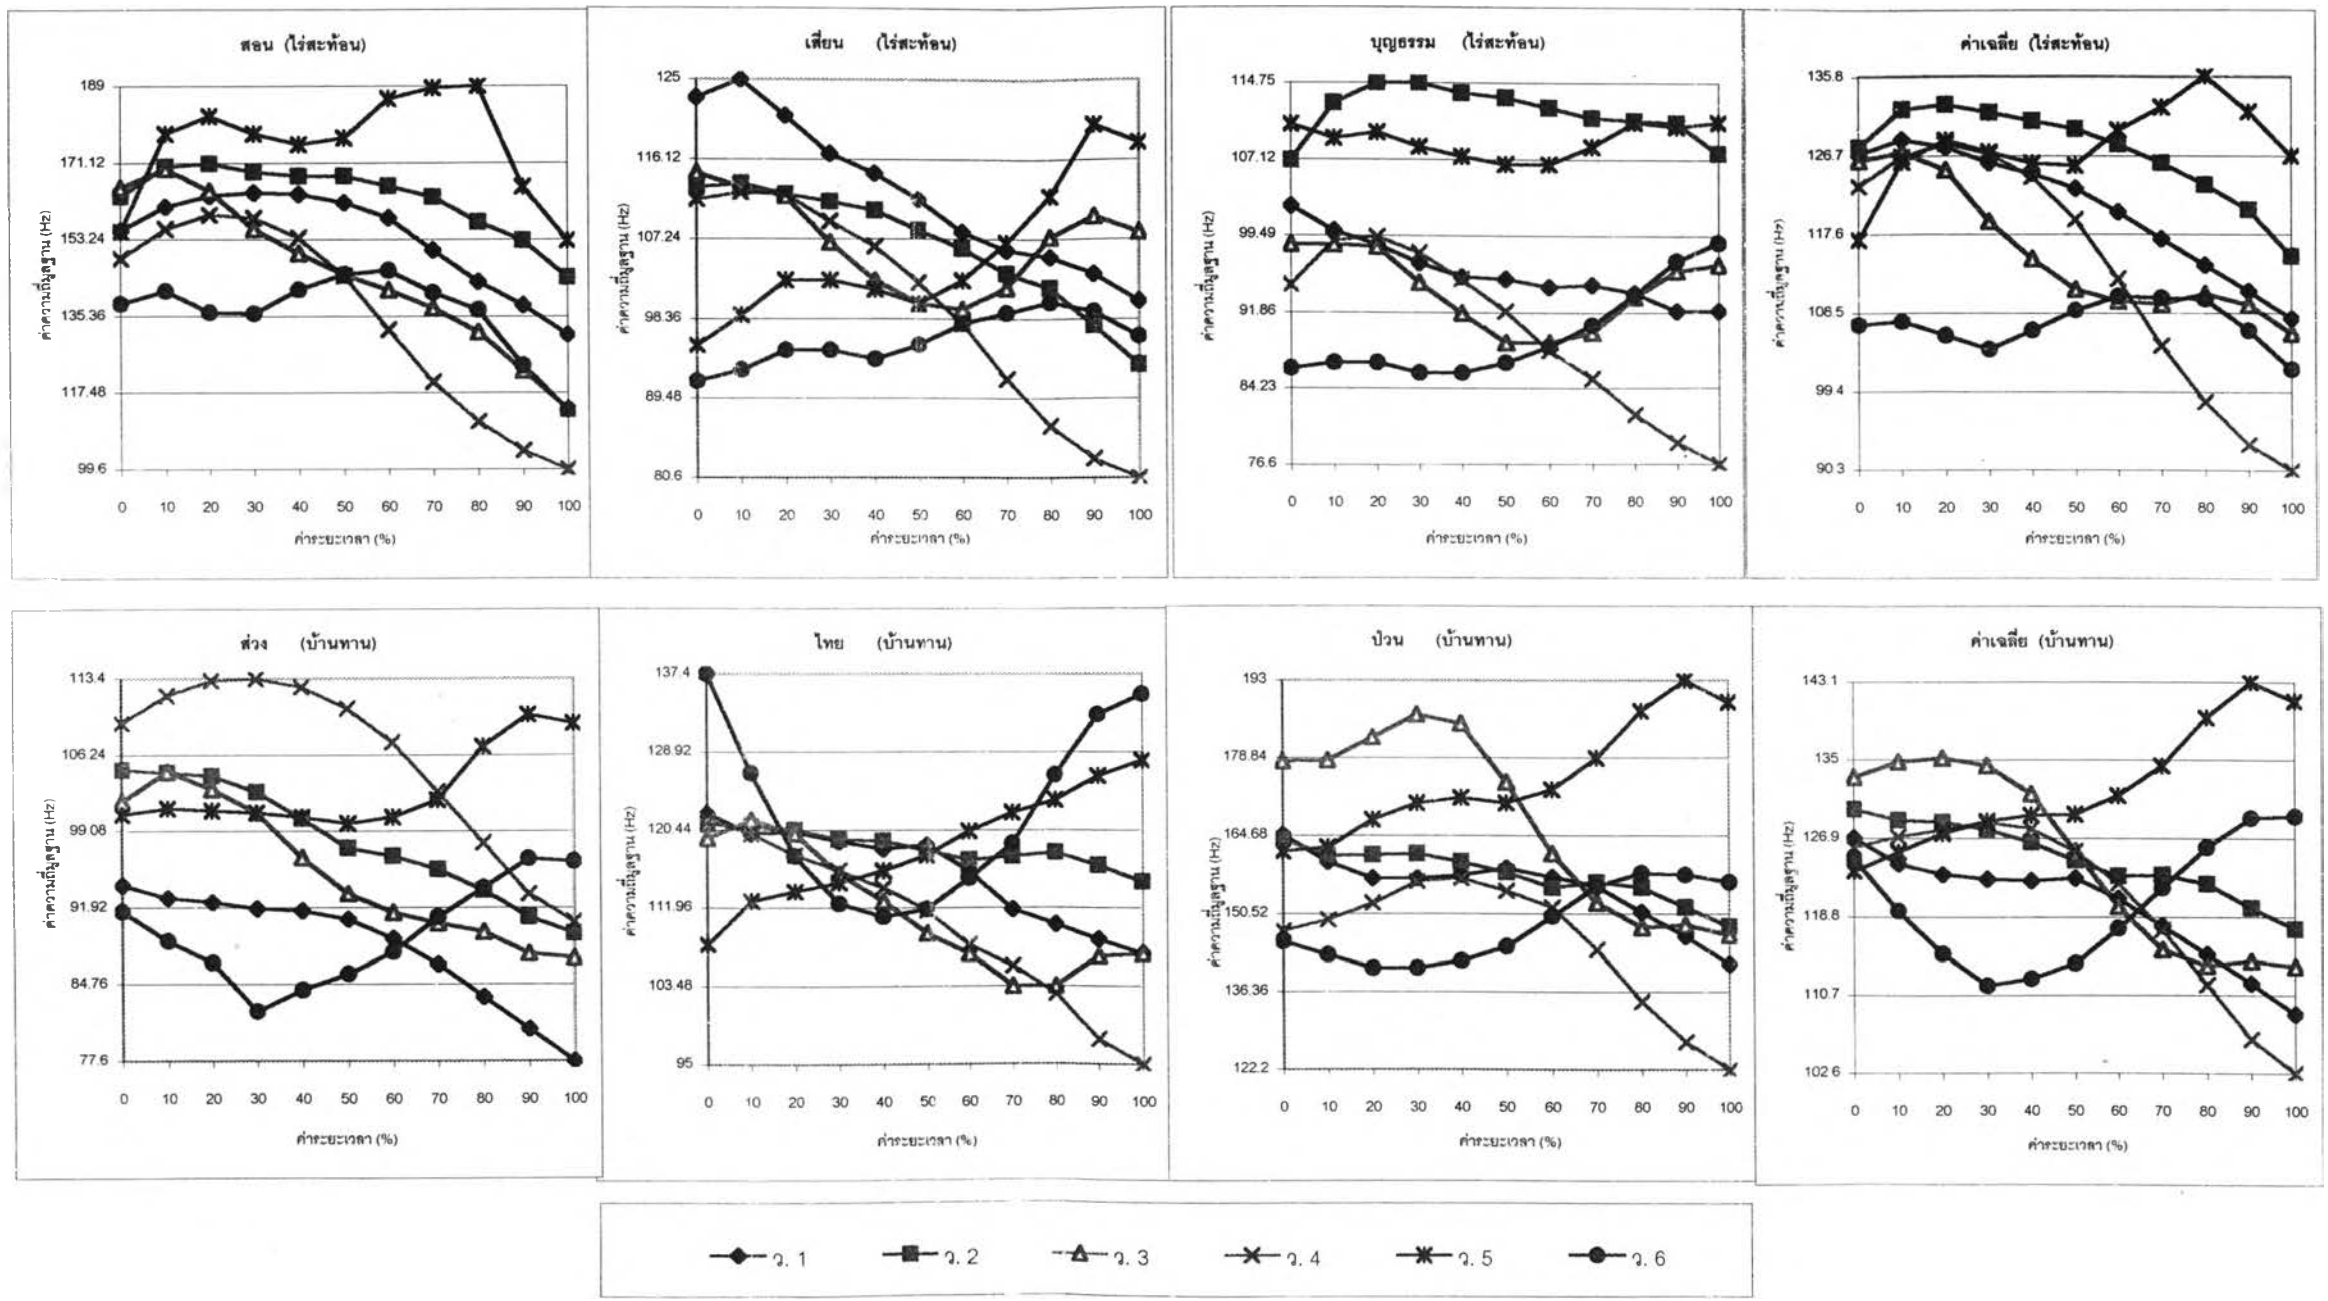 สอน (ไร่สะท้อน)
ค่าความถี่มูลฐาน (Hz)
189
171.12
153.24
135.36
117.48
99.6
0 10 20 30 40 50 60 70 80 90 100
ค่าระยะเวลา (%)
เสี่ยน (ไร่สะท้อน)
ค่าความถี่มูลฐาน (Hz)
125
116.12
107.24
98.36
89.48
80.6
0 10 20 30 40 50 60 70 80 90 100
ค่าระยะเวลา (%)
บุญธรรม (ไร่สะท้อน)
ค่าความถี่มูลฐาน (Hz)
114.75
107.12
99.49
91.86
84.23
76.6
0 10 20 30 40 50 60 70 80 90 100
ค่าระยะเวลา (%)
ค่าเฉลี่ย (ไร่สะท้อน)
ค่าความถี่มูลฐาน (Hz)
135.8
126.7
117.6
106.5
99.4
90.3
0 10 20 30 40 50 60 70 80 90 100
ค่าระยะเวลา (%)
ส่วง (บ้านทาน)
ค่าความถี่มูลฐาน (Hz)
113.4
106.24
99.08
91.92
84.76
77.6
0 10 20 30 40 50 60 70 80 90 100
ค่าระยะเวลา (%)
ไทย (บ้านทาน)
ค่าความถี่มูลฐาน (Hz)
137.4
128.92
120.44
111.96
103.48
95
0 10 20 30 40 50 60 70 80 90 100
ค่าระยะเวลา (%)
ป่วน (บ้านทาน)
ค่าความถี่มูลฐาน (Hz)
193
178.84
164.68
150.52
136.36
122.2
0 10 20 30 40 50 60 70 80 90 100
ค่าระยะเวลา (%)
ค่าเฉลี่ย (บ้านทาน)
ค่าความถี่มูลฐาน (Hz)
143.1
135
126.9
118.8
110.7
102.6
0 10 20 30 40 50 60 70 80 90 100
ค่าระยะเวลา (%)
ว. 1 ว. 2 ว. 3 ว. 4 ว. 5 ว. 6